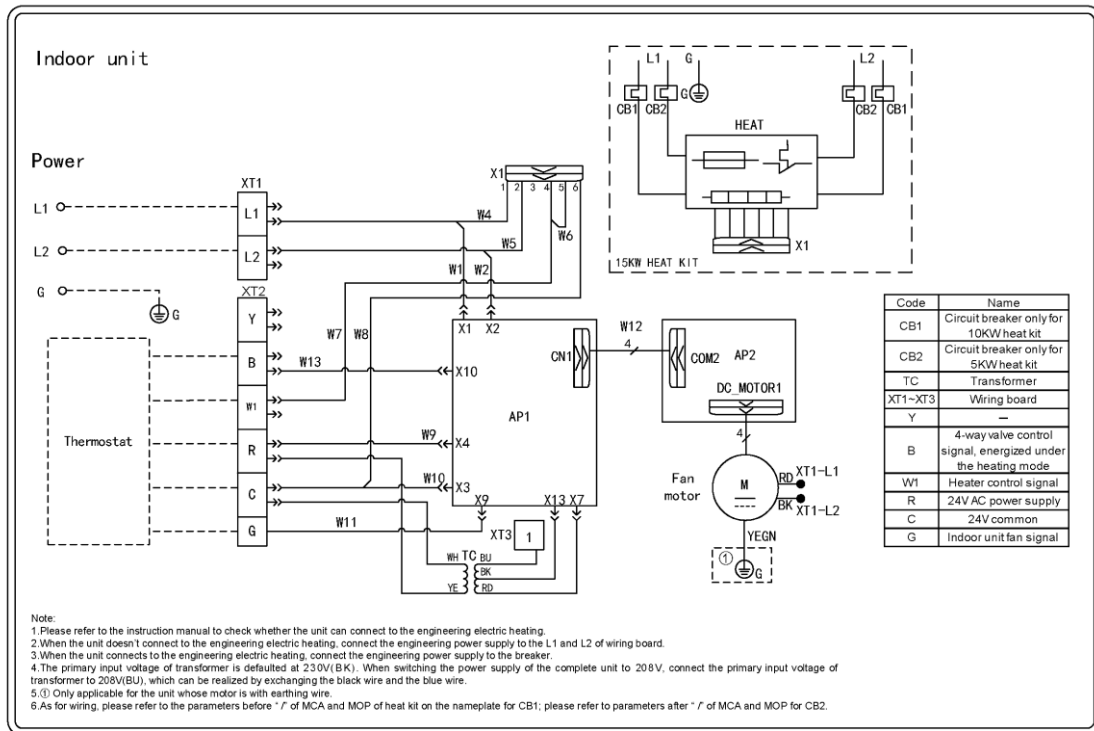 Indoor unit
L1 G L2
G
CB1 CB2 CB2 CB1
HEAT
X1
15KW HEAT KIT
Power
XT1
X1
1 2 3 4 5 6
L1
L1
W4
L2
L2
W5
W6
W1
W2
G
G
XT2
Y
W7
W8
X1 X2
W12
4
B
W13
X10
CN1
COM2
AP2
DC_MOTOR1
W1
AP1
Thermostat
R
W9
X4
4
C
W10
X3
Fan
motor
M
RD
XT1-L1
BK
XT1-L2
G
W11
X9
X13 X7
XT3
1
YEGN
①
G
WH TC BU
BK
YE RD
Code Name
CB1 Circuit breaker only for
10KW heat kit
CB2 Circuit breaker only for
5KW heat kit
TC Transformer
XT1~XT3 Wiring board
Y —
B 4-way valve control
signal, energized under
the heating mode
W1 Heater control signal
R 24V AC power supply
C 24V common
G Indoor unit fan signal
Note:
1.Please refer to the instruction manual to check whether the unit can connect to the engineering electric heating.
2.When the unit doesn't connect to the engineering electric heating, connect the engineering power supply to the L1 and L2 of wiring board.
3.When the unit connects to the engineering electric heating, connect the engineering power supply to the breaker.
4.The primary input voltage of transformer is defaulted at 230V(BK). When switching the power supply of the complete unit to 208V, connect the primary input voltage of
transformer to 208V(BU), which can be realized by exchanging the black wire and the blue wire.
5.① Only applicable for the unit whose motor is with earthing wire.
6.As for wiring, please refer to the parameters before "/" of MCA and MOP of heat kit on the nameplate for CB1; please refer to parameters after "/" of MCA and MOP for CB2.